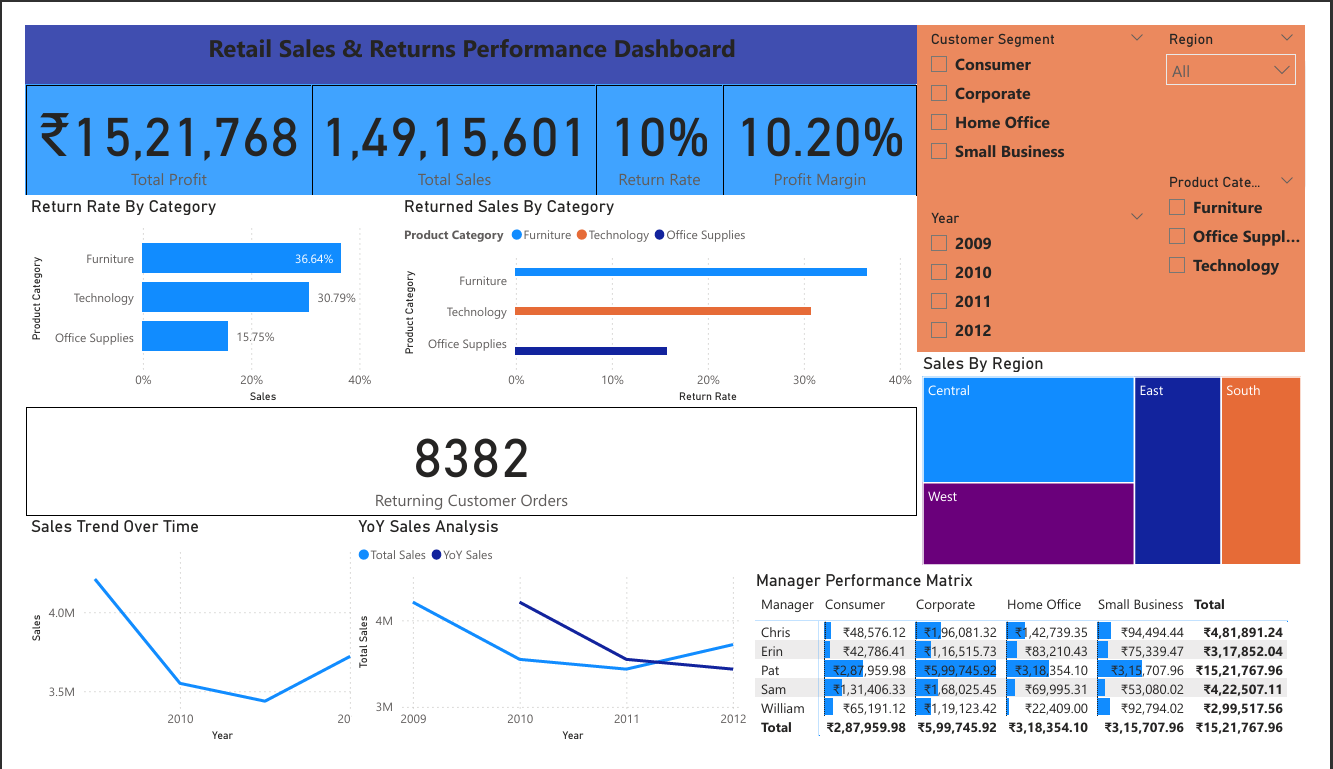 Retail Sales & Returns Performance Dashboard
₹15,21,768
Total Profit
1,49,15,601
Total Sales
10%
Return Rate
10.20%
Profit Margin
Customer Segment
Consumer
Corporate
Home Office
Small Business
Region
All
Year
2009
2010
2011
2012
Product Cate...
Furniture
Office Suppl...
Technology
Return Rate By Category
Product Category
Furniture
36.64%
Technology
30.79%
Office Supplies
15.75%
0% 20% 40%
Sales
Returned Sales By Category
Product Category Furniture Technology Office Supplies
Product Category
Furniture
Technology
Office Supplies
0% 10% 20% 30% 40%
Return Rate
8382
Returning Customer Orders
Sales By Region
Central
East
South
West
Sales Trend Over Time
Sales
4.0M
3.5M
2010 20
Year
YoY Sales Analysis
Total Sales YoY Sales
Total Sales
4M
3M
2009 2010 2011 2012
Year
Manager Performance Matrix
Manager Consumer Corporate Home Office Small Business Total
Chris ₹48,576.12 ₹1,96,081.32 ₹1,42,739.35 ₹94,494.44 ₹4,81,891.24
Erin ₹42,786.41 ₹1,16,515.73 ₹83,210.43 ₹75,339.47 ₹3,17,852.04
Pat ₹2,87,959.98 ₹5,99,745.92 ₹3,18,354.10 ₹3,15,707.96 ₹15,21,767.96
Sam ₹1,31,406.33 ₹1,68,025.45 ₹69,995.31 ₹53,080.02 ₹4,22,507.11
William ₹65,191.12 ₹1,19,123.42 ₹22,409.00 ₹92,794.02 ₹2,99,517.56
Total ₹2,87,959.98 ₹5,99,745.92 ₹3,18,354.10 ₹3,15,707.96 ₹15,21,767.96